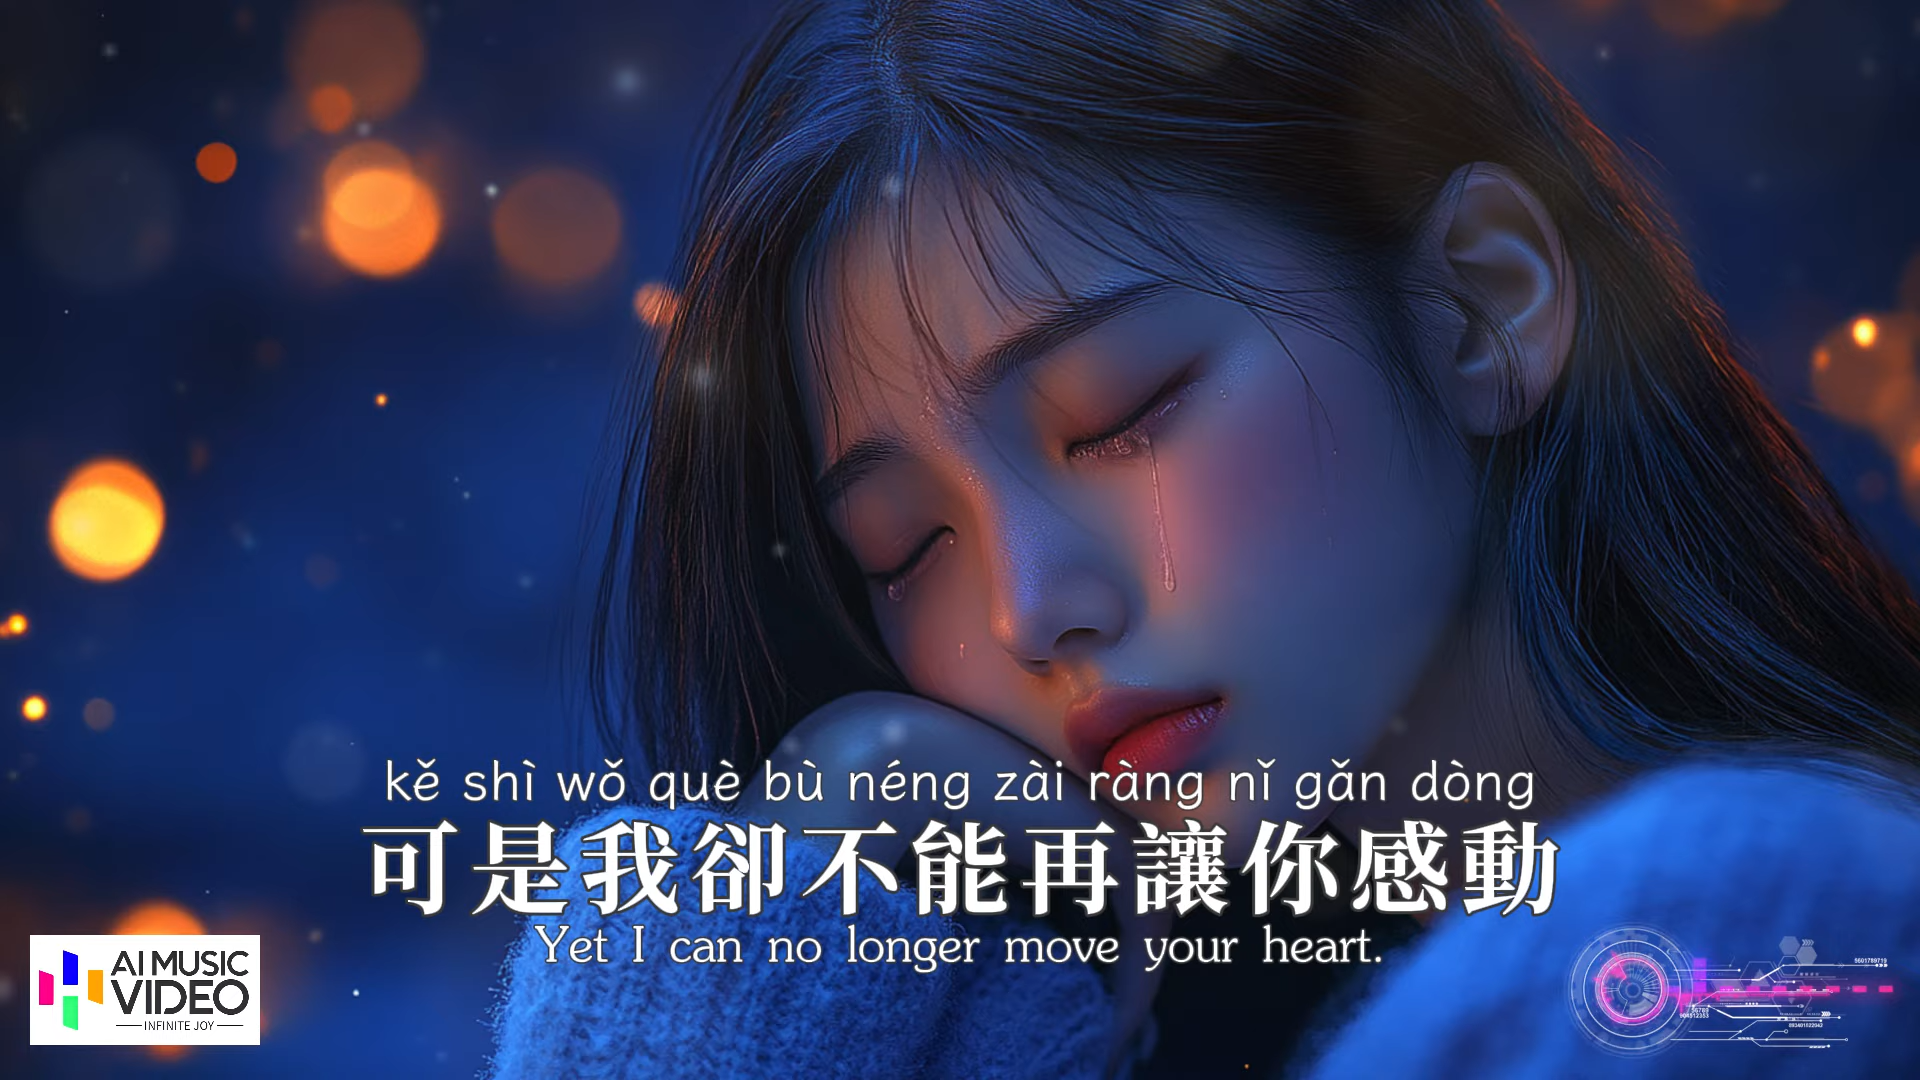 kě shì wǒ què bù néng zài ràng nǐ gǎn dòng
可是我卻不能再讓你感動
Yet I can no longer move your heart.
AI MUSIC
VIDEO
INFINITE JOY